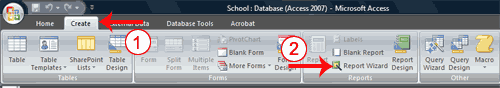 School : Database (Access 2007) - Microsoft Access
Home Create External Data Database Tools Acrobat
1
2
Table Table Templates SharePoint Lists Table Design
Tables
Form Split Form Multiple Items PivotChart Blank Form More Forms Form Design
Forms
Report Labels Blank Report Report Wizard Report Design
Reports
Query Wizard Query Design Macro
Other